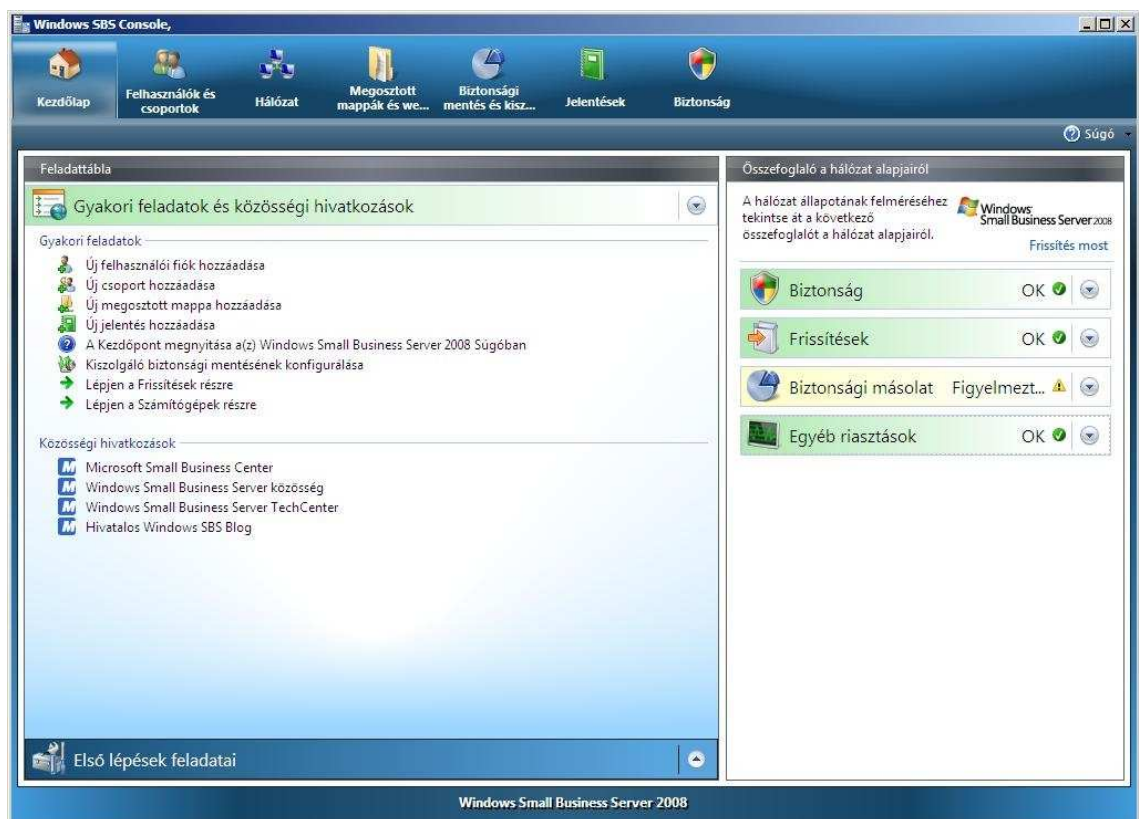 Windows SBS Console,
Kezdőlap
Felhasználók és
csoportok
Hálózat
Megosztott
mappák és we...
Biztonsági
mentés és kisz...
Jelentések
Biztonság
Súgó
Feladattábla
Gyakori feladatok és közösségi hivatkozások
Gyakori feladatok
Új felhasználói fiók hozzáadása
Új csoport hozzáadása
Új megosztott mappa hozzáadása
Új jelentés hozzáadása
A Kezdőpont megnyitása a(z) Windows Small Business Server 2008 Súgóban
Kiszolgáló biztonsági mentésének konfigurálása
Lépjen a Frissítések részre
Lépjen a Számítógépek részre
Közösségi hivatkozások
Microsoft Small Business Center
Windows Small Business Server közösség
Windows Small Business Server TechCenter
Hivatalos Windows SBS Blog
Első lépések feladatai
Összefoglaló a hálózat alapjairól
A hálózat állapotának felméréséhez
tekintse át a következő
összefoglalót a hálózat alapjairól.
Windows
Small Business Server 2008
Frissítés most
Biztonság OK
Frissítések OK
Biztonsági másolat Figyelmezt...
Egyéb riasztások OK
Windows Small Business Server 2008